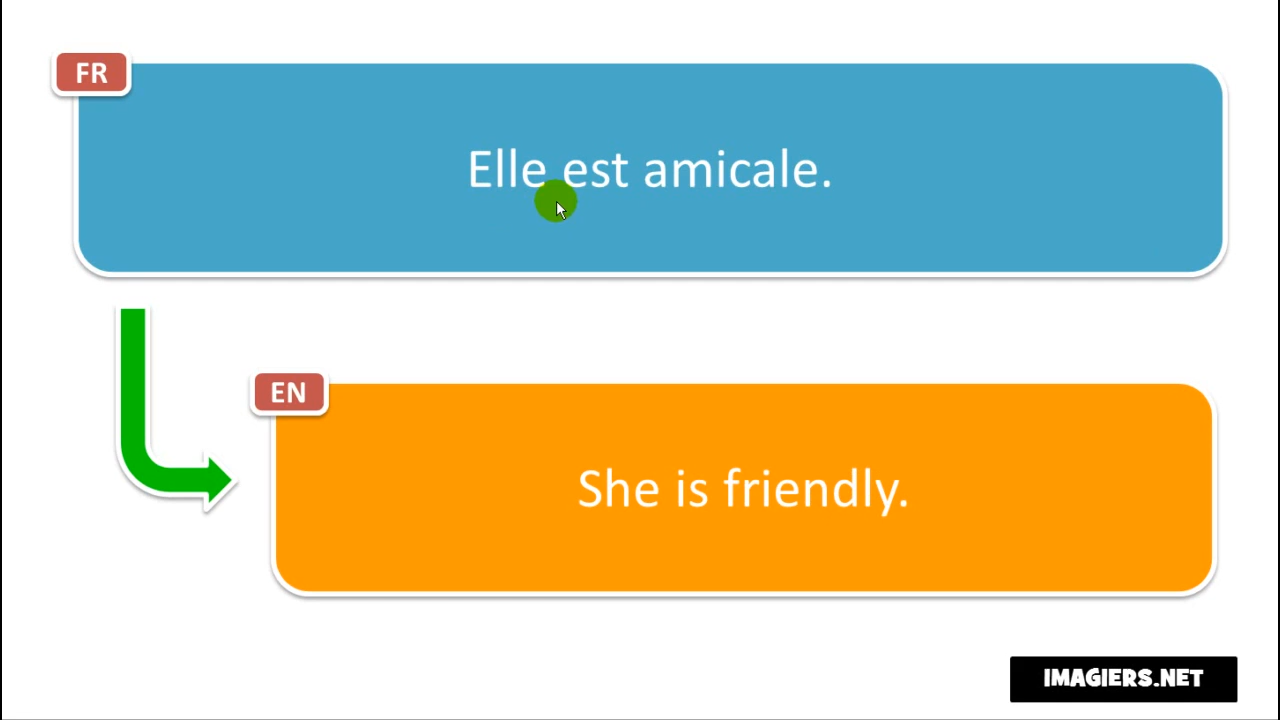 FR
Elle est amicale.
EN
She is friendly.
IMAGIERS.NET